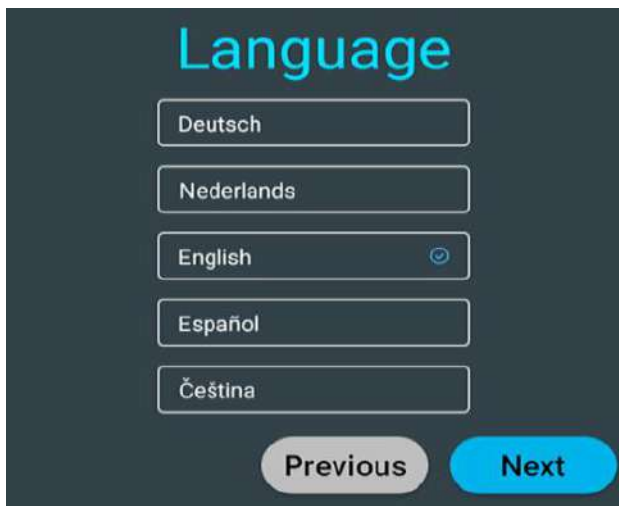 Language
Deutsch
Nederlands
English
Español
Čeština
Previous Next